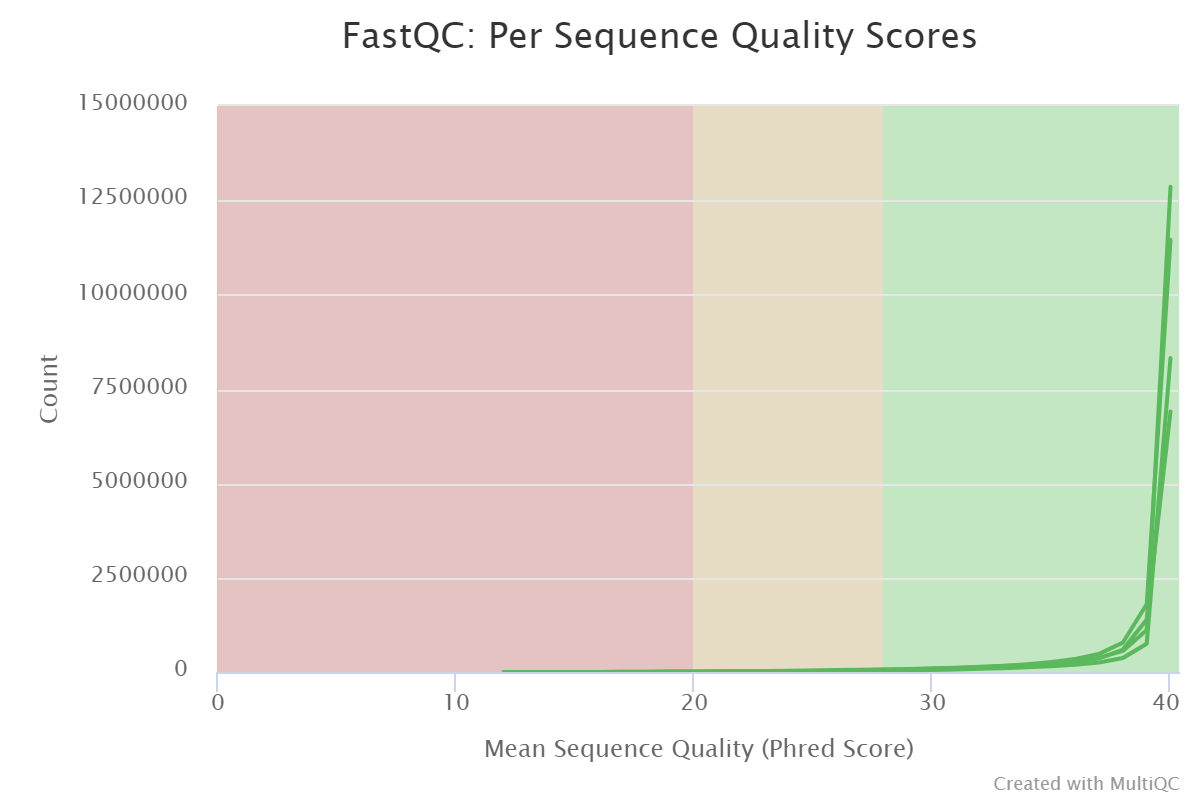 FastQC: Per Sequence Quality Scores
15000000
12500000
10000000
7500000
5000000
2500000
0
Count
0 10 20 30 40
Mean Sequence Quality (Phred Score)
Created with MultiQC